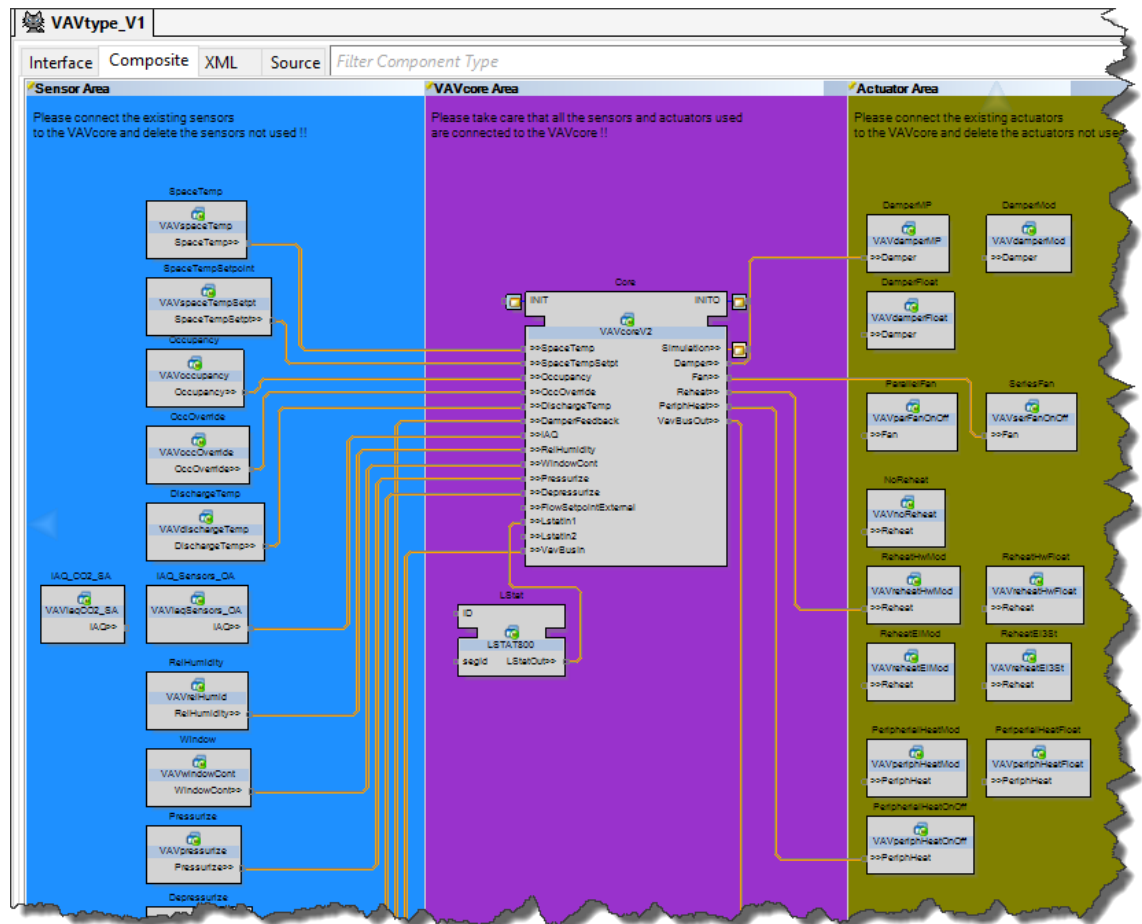 VAVtype_V1
Interface Composite XML Source Filter Component Type
Sensor Area
Please connect the existing sensors
to the VAVcore and delete the sensors not used !!
SpaceTemp
VAVspaceTemp
SpaceTemp>>
SpaceTempSetpoint
VAVspaceTempSetpt
SpaceTempSetpt>>
Occupancy
VAVoccupancy
Occupancy>>
OccOverride
VAVoccOverride
OccOverride>>
DischargeTemp
VAVdischargeTemp
DischargeTemp>>
IAQ_CO2_SA
VAViaqCO2_SA
IAQ>>
IAQ_Sensors_OA
VAViaqSensors_OA
IAQ>>
RelHumidity
VAVrelHumid
RelHumidity>>
Window
VAVwindowCont
WindowCont>>
Pressurize
VAVpressurize
Pressurize>>
Depressurize
VAVcore Area
Please take care that all the sensors and actuators used
are connected to the VAVcore !!
Core
INIT INITO
VAVcoreV2
>>SpaceTemp Simulation>>
>>SpaceTempSetpt Damper>>
>>Occupancy Fan>>
>>OccOverride Reheat>>
>>DischargeTemp PeriphHeat>>
>>DamperFeedback VavBusOut>>
>>IAQ
>>RelHumidity
>>WindowCont
>>Pressurize
>>Depressurize
>>FlowSetpointExternal
>>LstatIn1
>>LstatIn2
>>VavBusIn
LStat
ID
LSTAT800
segId LStatOut>>
Actuator Area
Please connect the existing actuators
to the VAVcore and delete the actuators not used
DamperMP
VAVdamperMP
>>Damper
DamperMod
VAVdamperMod
>>Damper
DamperFloat
VAVdamperFloat
>>Damper
ParallelFan
VAVparFanOnOff
>>Fan
SeriesFan
VAVserFanOnOff
>>Fan
NoReheat
VAVnoReheat
>>Reheat
ReheatHwMod
VAVreheatHwMod
>>Reheat
ReheatHwFloat
VAVreheatHwFloat
>>Reheat
ReheatElMod
VAVreheatElMod
>>Reheat
ReheatEl3St
VAVreheatEl3St
>>Reheat
PeripherialHeatMod
VAVperiphHeatMod
>>PeriphHeat
PeriperialHeatFloat
VAVperiphHeatFloat
>>PeriphHeat
PeripherialHeatOnOff
VAVperiphHeatOnOff
>>PeriphHeat